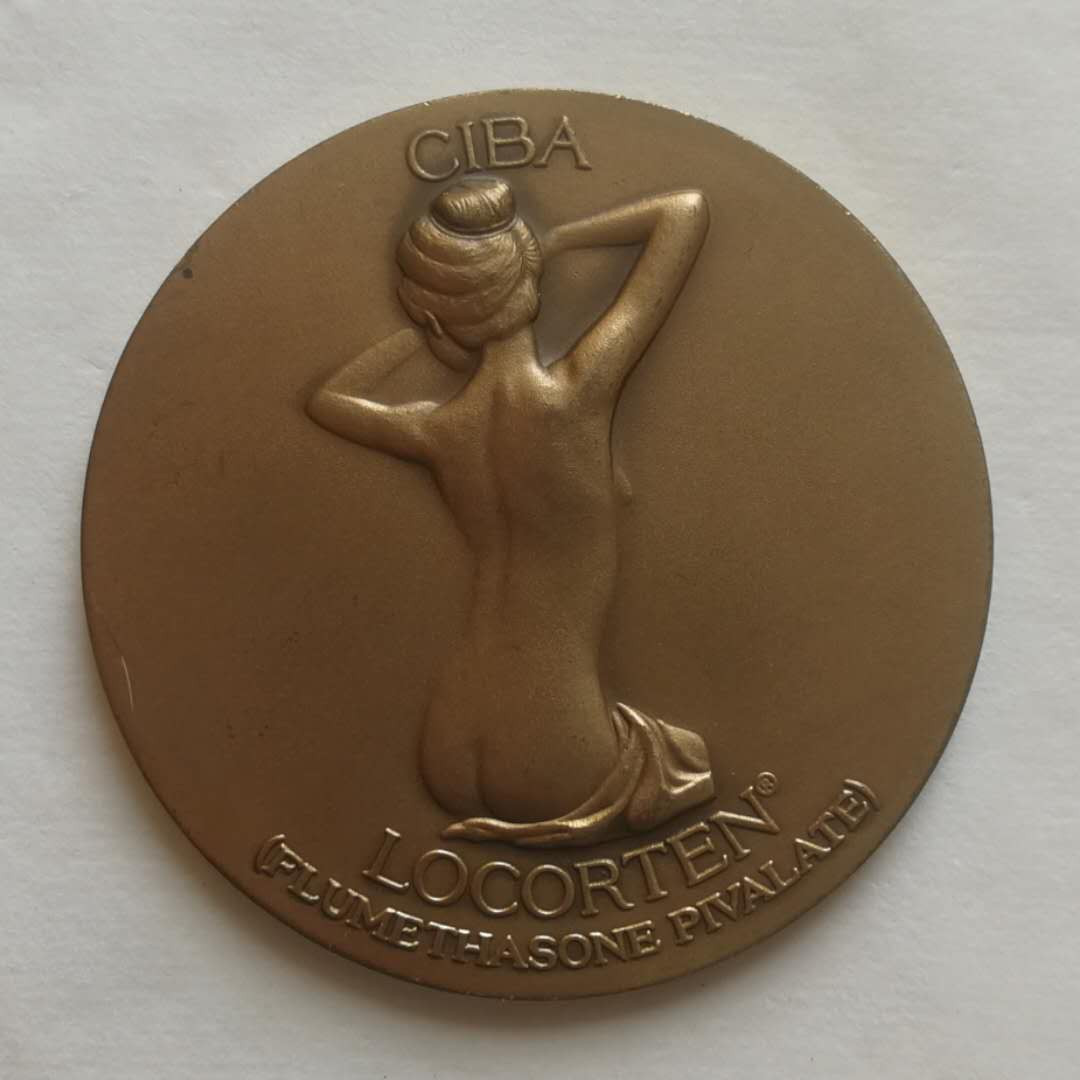 CIBA
LOCORTEN®
(FLUMETHASONE PIVALATE)